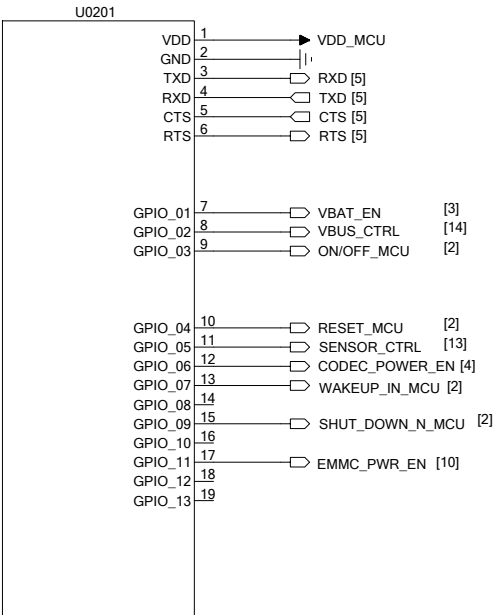 U0201
VDD 1 VDD_MCU
GND 2
TXD 3 RXD [5]
RXD 4 TXD [5]
CTS 5 CTS [5]
RTS 6 RTS [5]
GPIO_01 7 VBAT_EN [3]
GPIO_02 8 VBUS_CTRL [14]
GPIO_03 9 ON/OFF_MCU [2]
GPIO_04 10 RESET_MCU [2]
GPIO_05 11 SENSOR_CTRL [13]
GPIO_06 12 CODEC_POWER_EN [4]
GPIO_07 13 WAKEUP_IN_MCU [2]
GPIO_08 14
GPIO_09 15 SHUT_DOWN_N_MCU [2]
GPIO_10 16
GPIO_11 17 EMMC_PWR_EN [10]
GPIO_12 18
GPIO_13 19